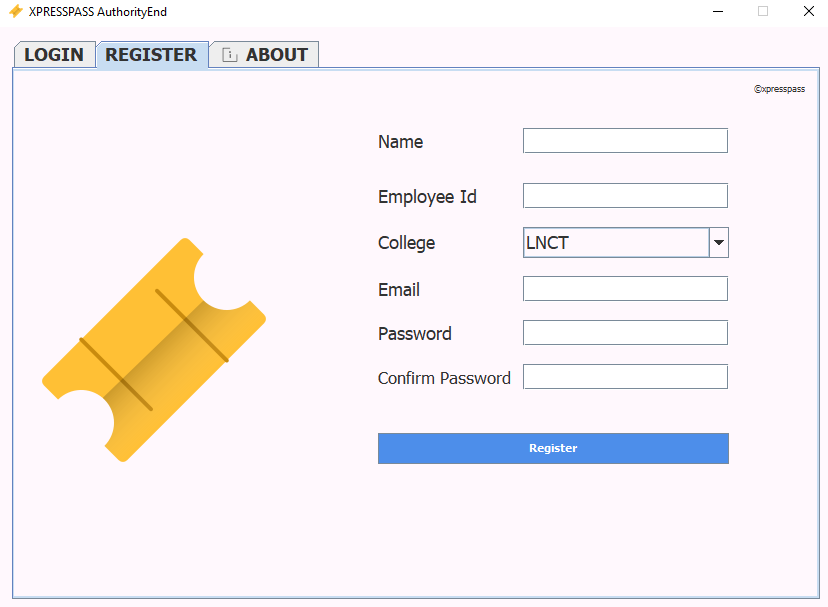 XPRESSPASS AuthorityEnd
LOGIN REGISTER ABOUT
©xpresspass
Name
Employee Id
College LNCT
Email
Password
Confirm Password
Register